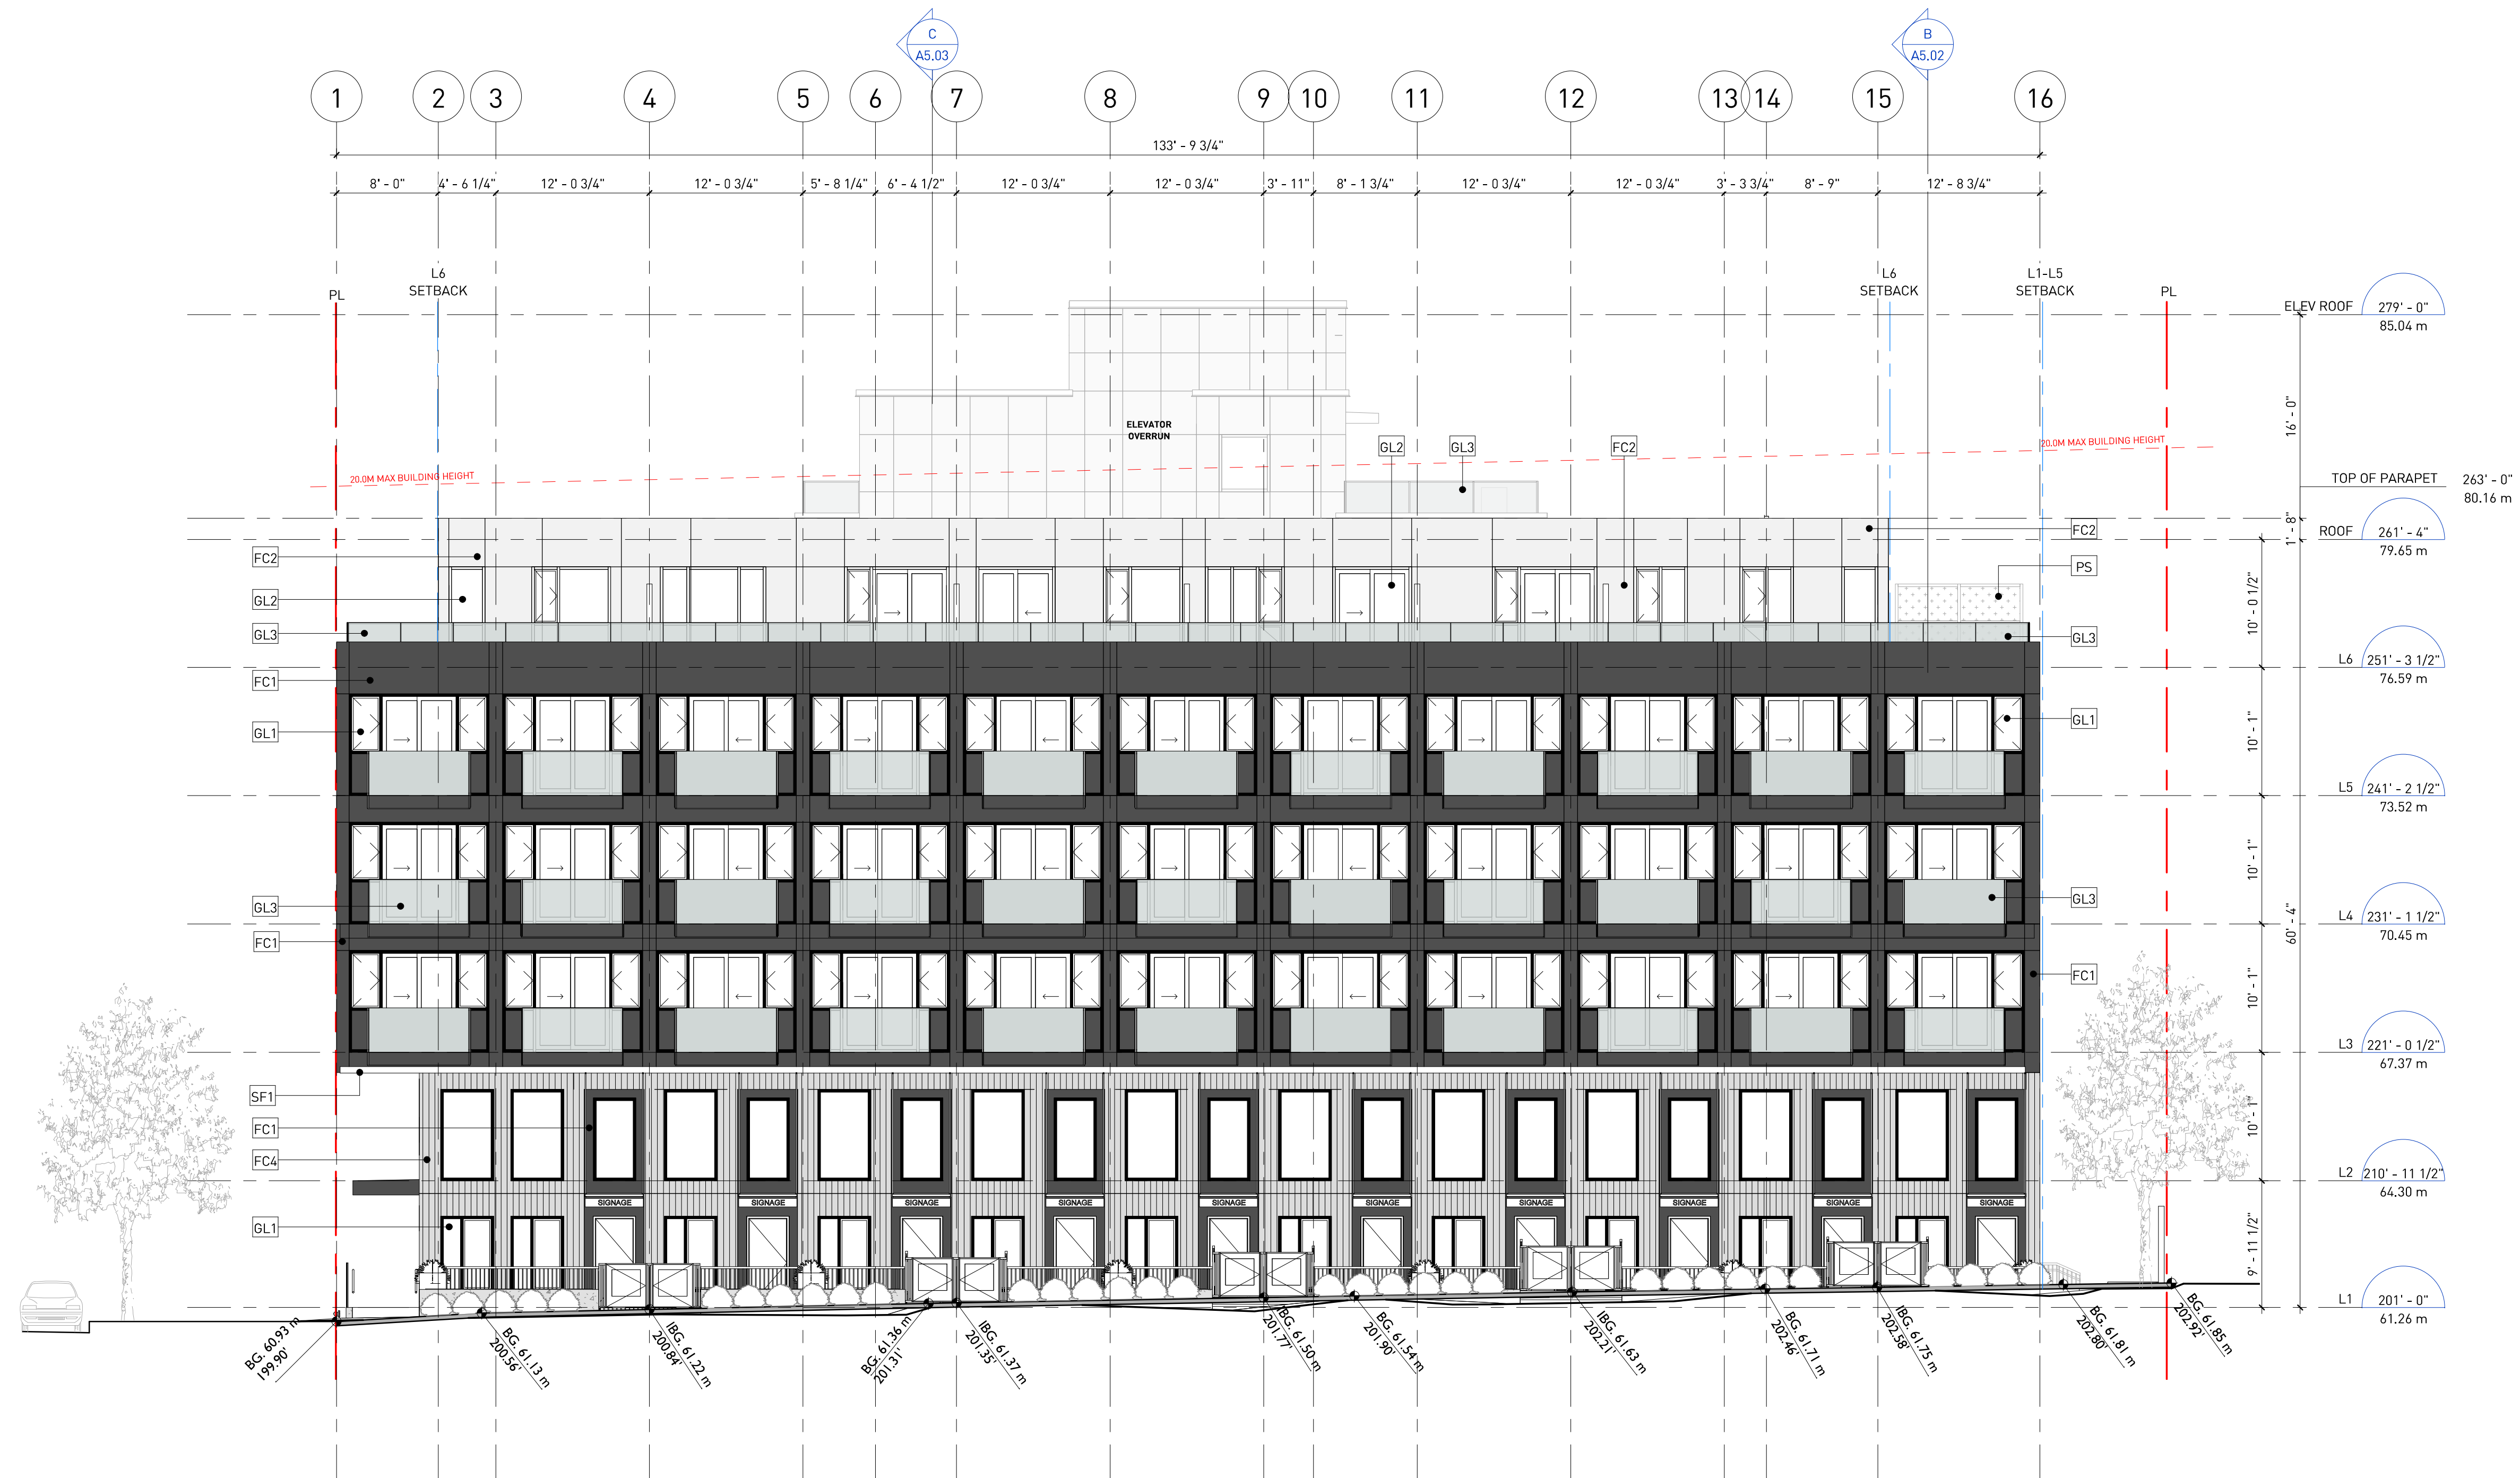 C
A5.03
B
A5.02
1
2
3
4
5
6
7
8
9
10
11
12
13
14
15
16
133' - 9 3/4"
8' - 0"
4' - 6 1/4"
12' - 0 3/4"
12' - 0 3/4"
5' - 8 1/4"
6' - 4 1/2"
12' - 0 3/4"
12' - 0 3/4"
3' - 11"
8' - 1 3/4"
12' - 0 3/4"
12' - 0 3/4"
3' - 3 3/4"
8' - 9"
12' - 8 3/4"
PL
L6
SETBACK
L6
SETBACK
L1-L5
SETBACK
PL
ELEV ROOF
279' - 0"
85.04 m
16' - 0"
ELEVATOR
OVERRUN
GL2
GL3
FC2
20.0M MAX BUILDING HEIGHT
20.0M MAX BUILDING HEIGHT
TOP OF PARAPET
263' - 0"
80.16 m
1' - 8"
ROOF
261' - 4"
79.65 m
FC2
FC2
PS
GL2
10' - 0 1/2"
GL3
GL3
L6
251' - 3 1/2"
76.59 m
FC1
GL1
GL1
10' - 1"
L5
241' - 2 1/2"
73.52 m
10' - 1"
GL3
GL3
L4
231' - 1 1/2"
70.45 m
60' - 4"
FC1
FC1
10' - 1"
L3
221' - 0 1/2"
67.37 m
SF1
FC1
10' - 1"
FC4
L2
210' - 11 1/2"
64.30 m
SIGNAGE
SIGNAGE
SIGNAGE
SIGNAGE
SIGNAGE
SIGNAGE
SIGNAGE
SIGNAGE
SIGNAGE
SIGNAGE
GL1
9' - 11 1/2"
L1
201' - 0"
61.26 m
BG. 60.93 m
199.90'
BG. 61.13 m
200.56'
IBG. 61.22 m
200.84'
BG. 61.36 m
201.31'
IBG. 61.37 m
201.35'
IBG. 61.50 m
201.77'
BG. 61.54 m
201.90'
IBG. 61.63 m
202.21'
BG. 61.71 m
202.46'
IBG. 61.75 m
202.58'
BG. 61.81 m
202.80'
BG. 61.85 m
202.92'